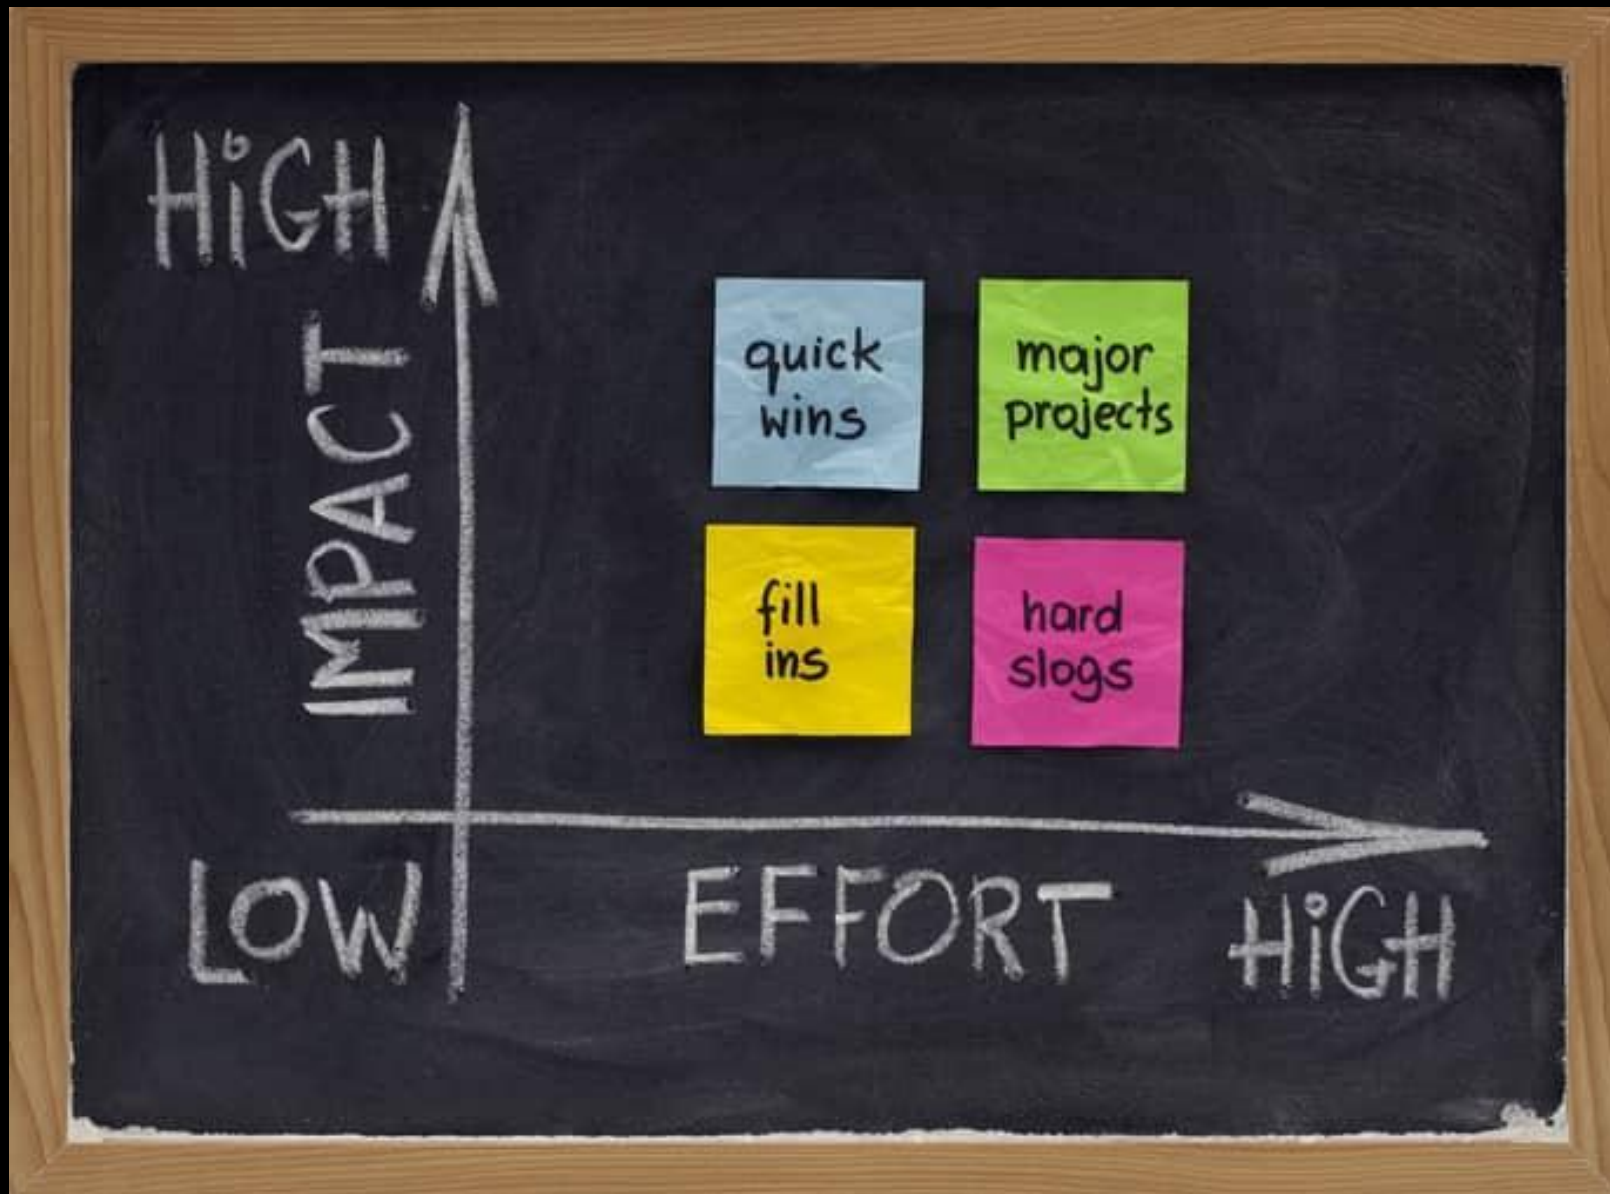 HiGH
IMPACT
quick
wins
major
projects
fill
ins
hard
slogs
LOW
EFFORT
HiGH